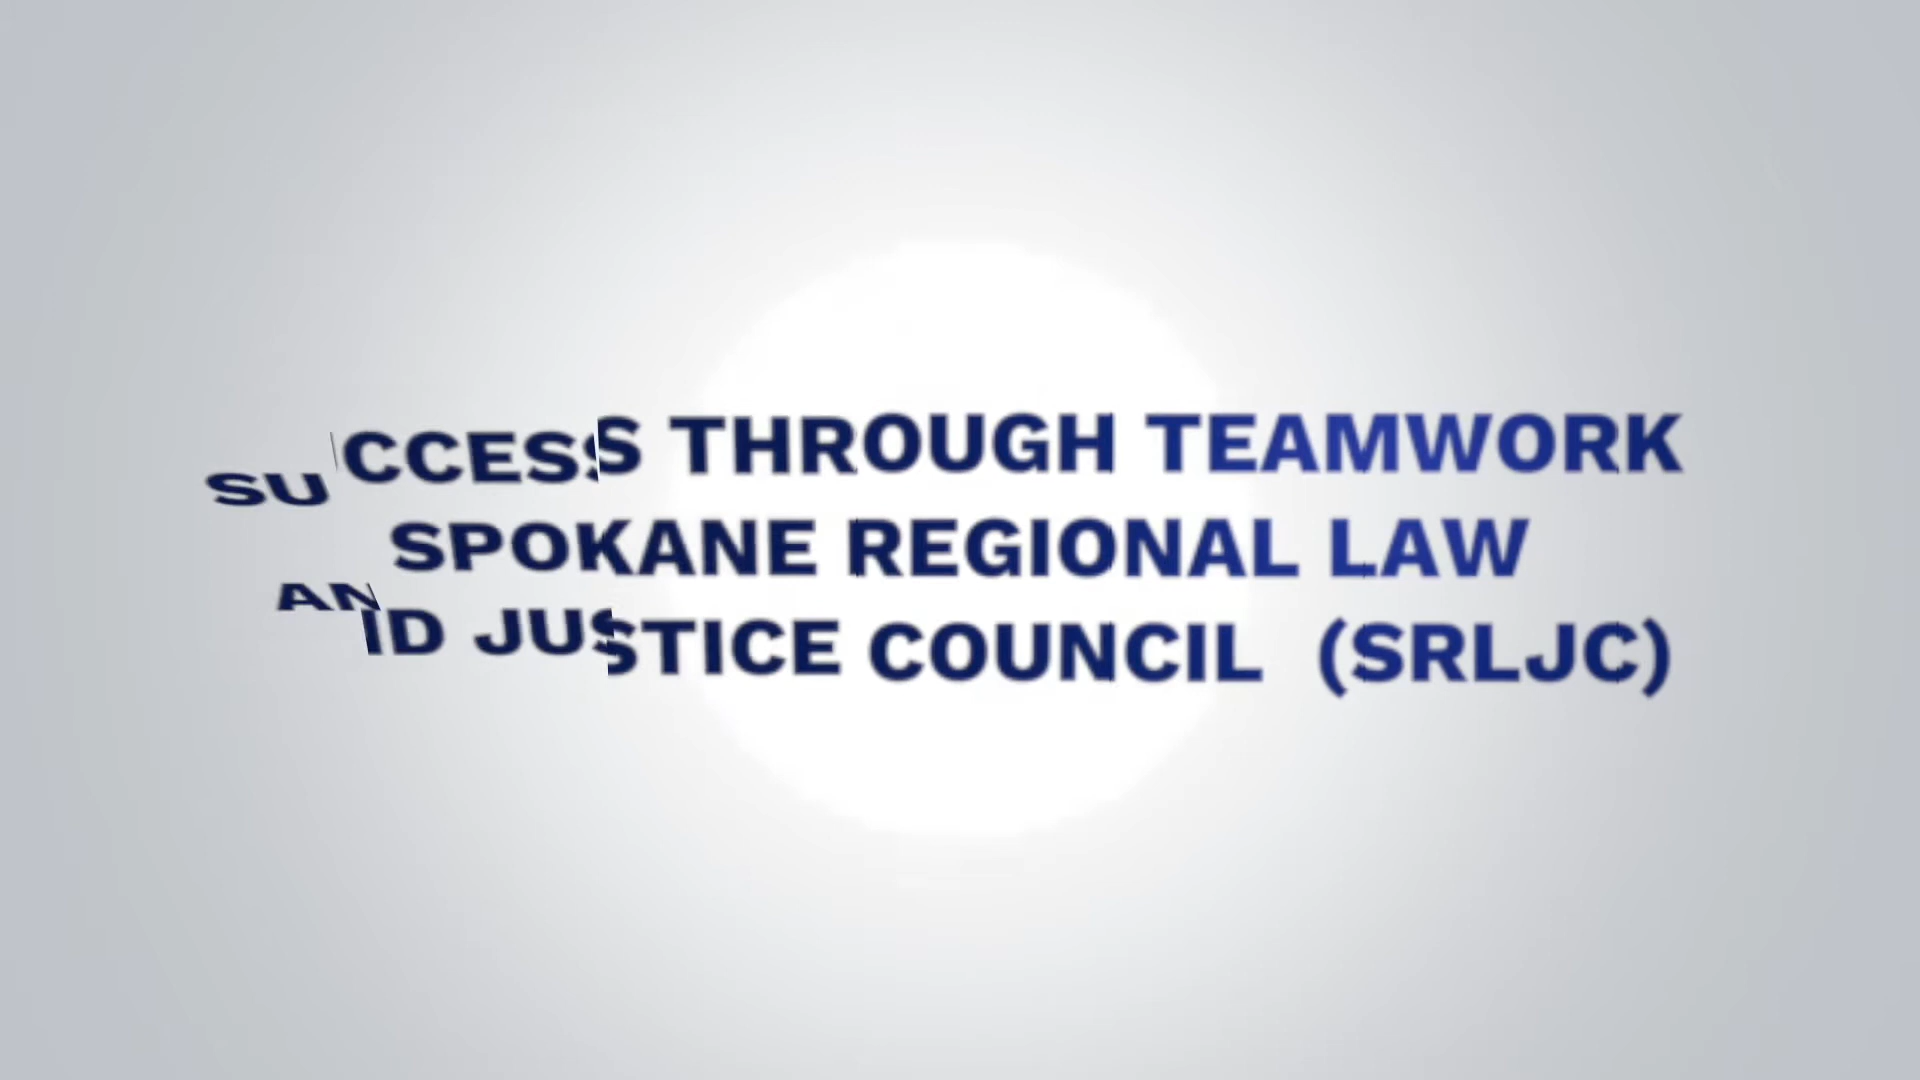 SUCCESS THROUGH TEAMWORK
SPOKANE REGIONAL LAW
AND JUSTICE COUNCIL (SRLJC)